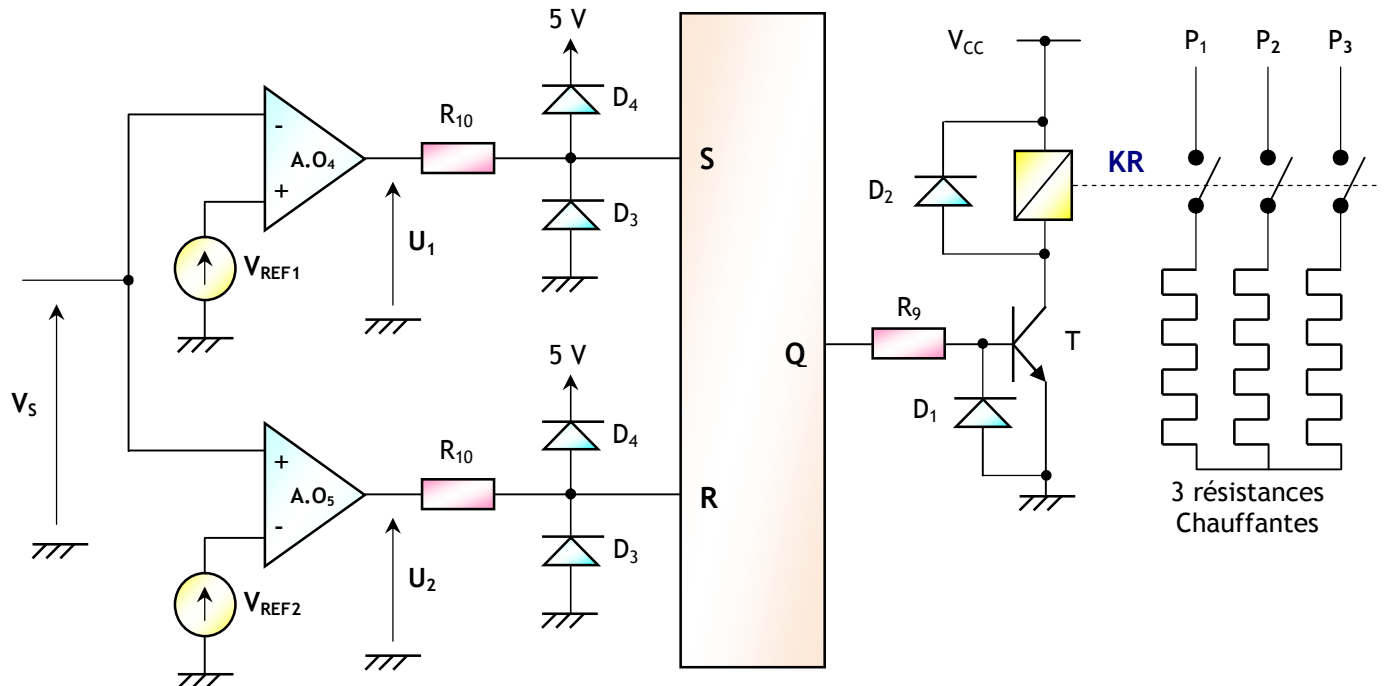 5 V
V_CC
P₁ P₂ P₃
D₄
R₁₀
-
A.O₄
+
S
KR
D₃
D₂
U₁
V_REF1
R₉
Q
T
5 V
V_S
D₄
D₁
R₁₀
+
A.O₅
-
R
3 résistances
Chauffantes
D₃
U₂
V_REF2